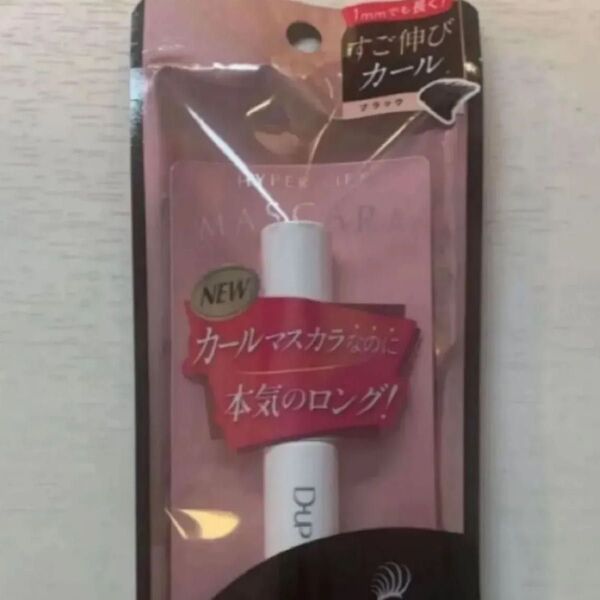 1mmでも長く!
すご伸び
カール
ブラック
HYPER LIFT
MASCARA
NEW
カールマスカラなのに
本気のロング!
D-UP